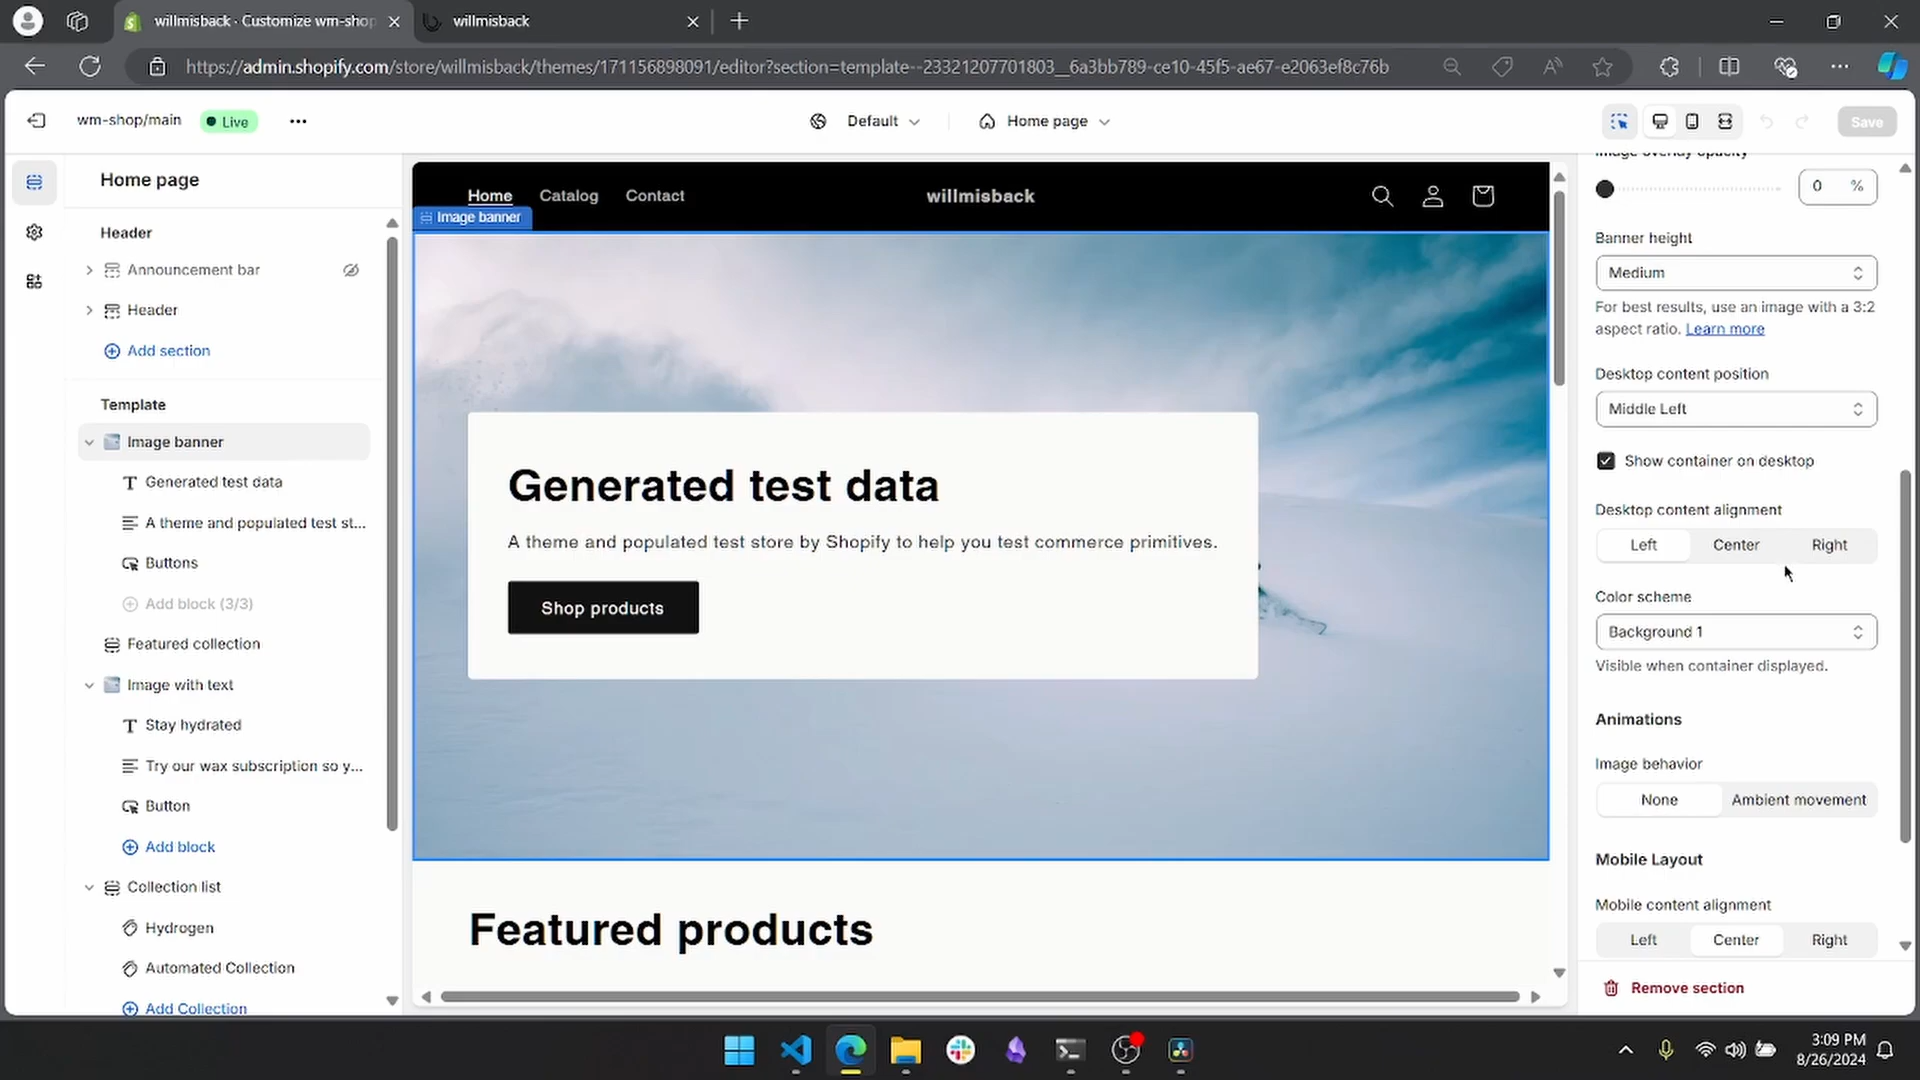 willmisback · Customize wm-shop
willmisback
https://admin.shopify.com/store/willmisback/themes/171156898091/editor?section=template--23321207701803__6a3bb789-ce10-45f5-ae67-e2063ef8c76b
wm-shop/main
Live
Default
Home page
Save
Home page
Header
Announcement bar
Header
Add section
Template
Image banner
Generated test data
A theme and populated test st...
Buttons
Add block (3/3)
Featured collection
Image with text
Stay hydrated
Try our wax subscription so y...
Button
Add block
Collection list
Hydrogen
Automated Collection
Add Collection
Home
Catalog
Contact
willmisback
Image banner
Generated test data
A theme and populated test store by Shopify to help you test commerce primitives.
Shop products
Featured products
Image overlay opacity
0 %
Banner height
Medium
For best results, use an image with a 3:2
aspect ratio. Learn more
Desktop content position
Middle Left
Show container on desktop
Desktop content alignment
Left Center Right
Color scheme
Background 1
Visible when container displayed.
Animations
Image behavior
None Ambient movement
Mobile Layout
Mobile content alignment
Left Center Right
Remove section
3:09 PM
8/26/2024